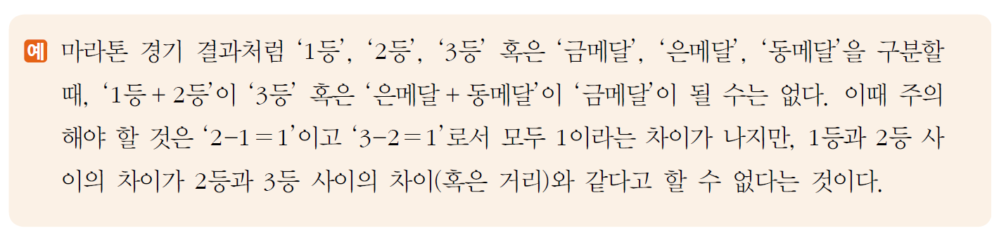 예 마라톤 경기 결과처럼 ‘1등’, ‘2등’, ‘3등’ 혹은 ‘금메달’, ‘은메달’, ‘동메달’을 구분할
때, ‘1등+2등’이 ‘3등’ 혹은 ‘은메달+동메달’이 ‘금메달’이 될 수는 없다. 이때 주의
해야 할 것은 ‘2−1=1’이고 ‘3−2=1’로서 모두 1이라는 차이가 나지만, 1등과 2등 사
이의 차이가 2등과 3등 사이의 차이(혹은 거리)와 같다고 할 수 없다는 것이다.